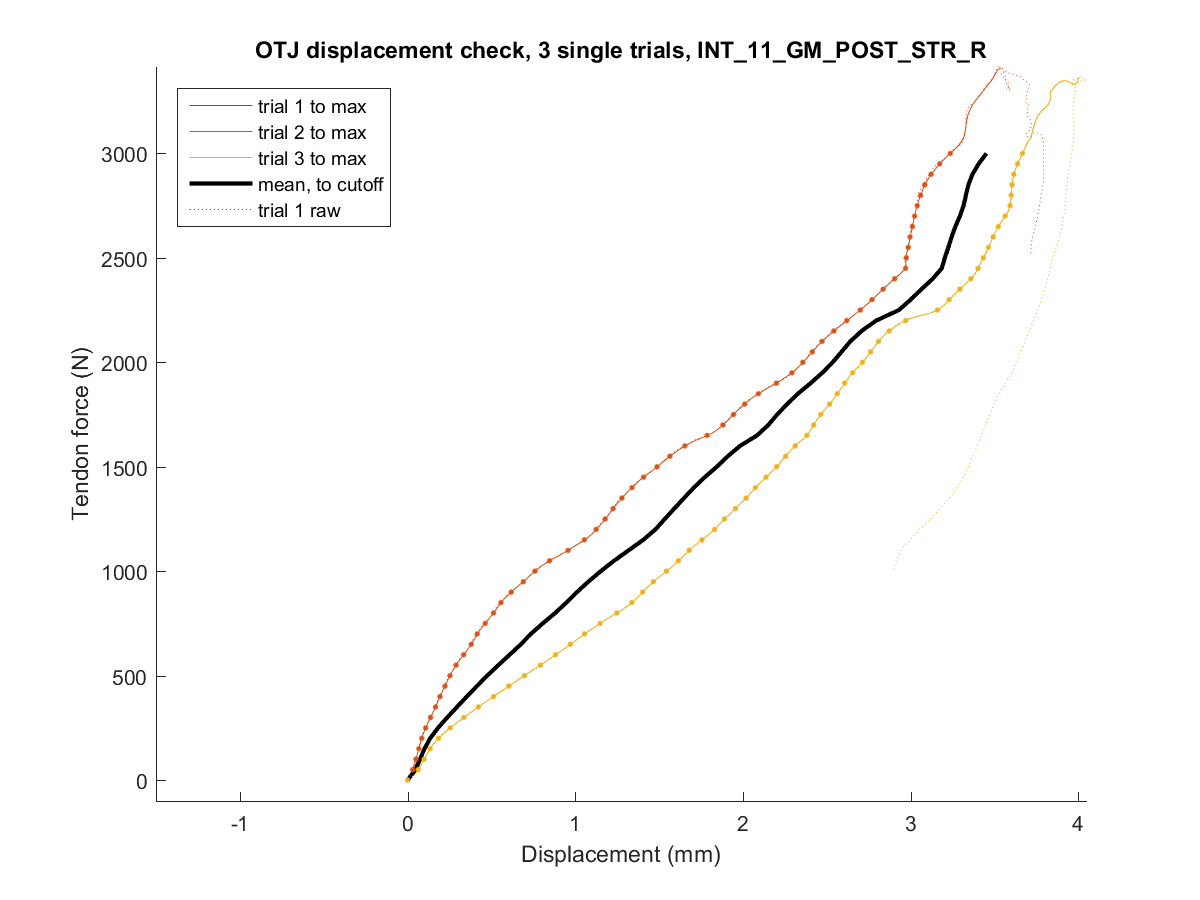 OTJ displacement check, 3 single trials, INT_11_GM_POST_STR_R
trial 1 to max
trial 2 to max
trial 3 to max
mean, to cutoff
trial 1 raw
Tendon force (N)
3000
2500
2000
1500
1000
500
0
-1 0 1 2 3 4
Displacement (mm)